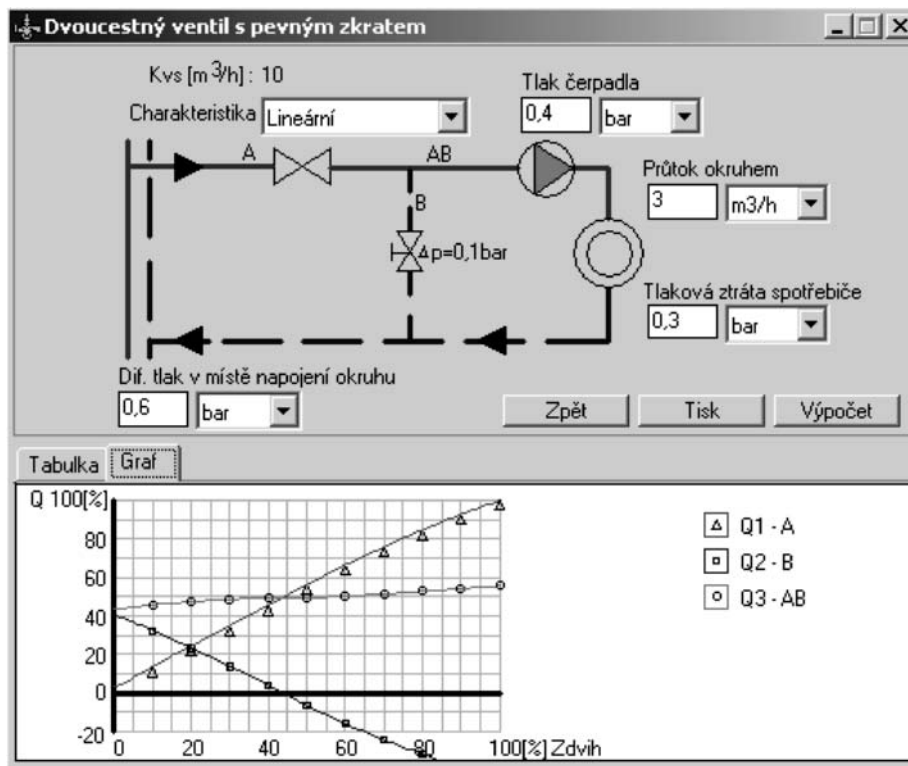 Dvoucestný ventil s pevným zkratem
Kvs [m³/h] : 10
Charakteristika Lineární
Tlak čerpadla
0,4 bar
A
AB
B
Δp=0,1bar
Průtok okruhem
3 m3/h
Tlaková ztráta spotřebiče
0,3 bar
Dif. tlak v místě napojení okruhu
0,6 bar
Zpět
Tisk
Výpočet
Tabulka
Graf
Q 100[%]
80
60
40
20
0
-20
0 20 40 60 80 100[%] Zdvih
Q1 - A
Q2 - B
Q3 - AB